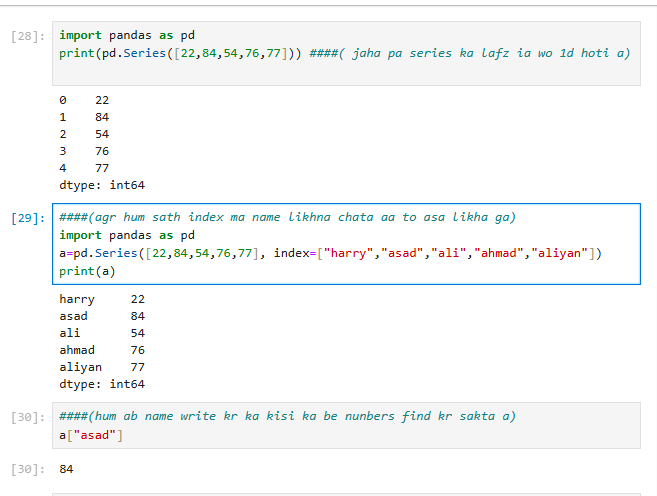 [28]: import pandas as pd
print(pd.Series([22,84,54,76,77])) ####( jaha pa series ka lafz ia wo 1d hoti a)
0    22
1    84
2    54
3    76
4    77
dtype: int64
[29]: ####(agr hum sath index ma name likhna chata aa to asa likha ga)
import pandas as pd
a=pd.Series([22,84,54,76,77], index=["harry","asad","ali","ahmad","aliyan"])
print(a)
harry     22
asad      84
ali       54
ahmad     76
aliyan    77
dtype: int64
[30]: ####(hum ab name write kr ka kisi ka be nunbers find kr sakta a)
a["asad"]
[30]: 84